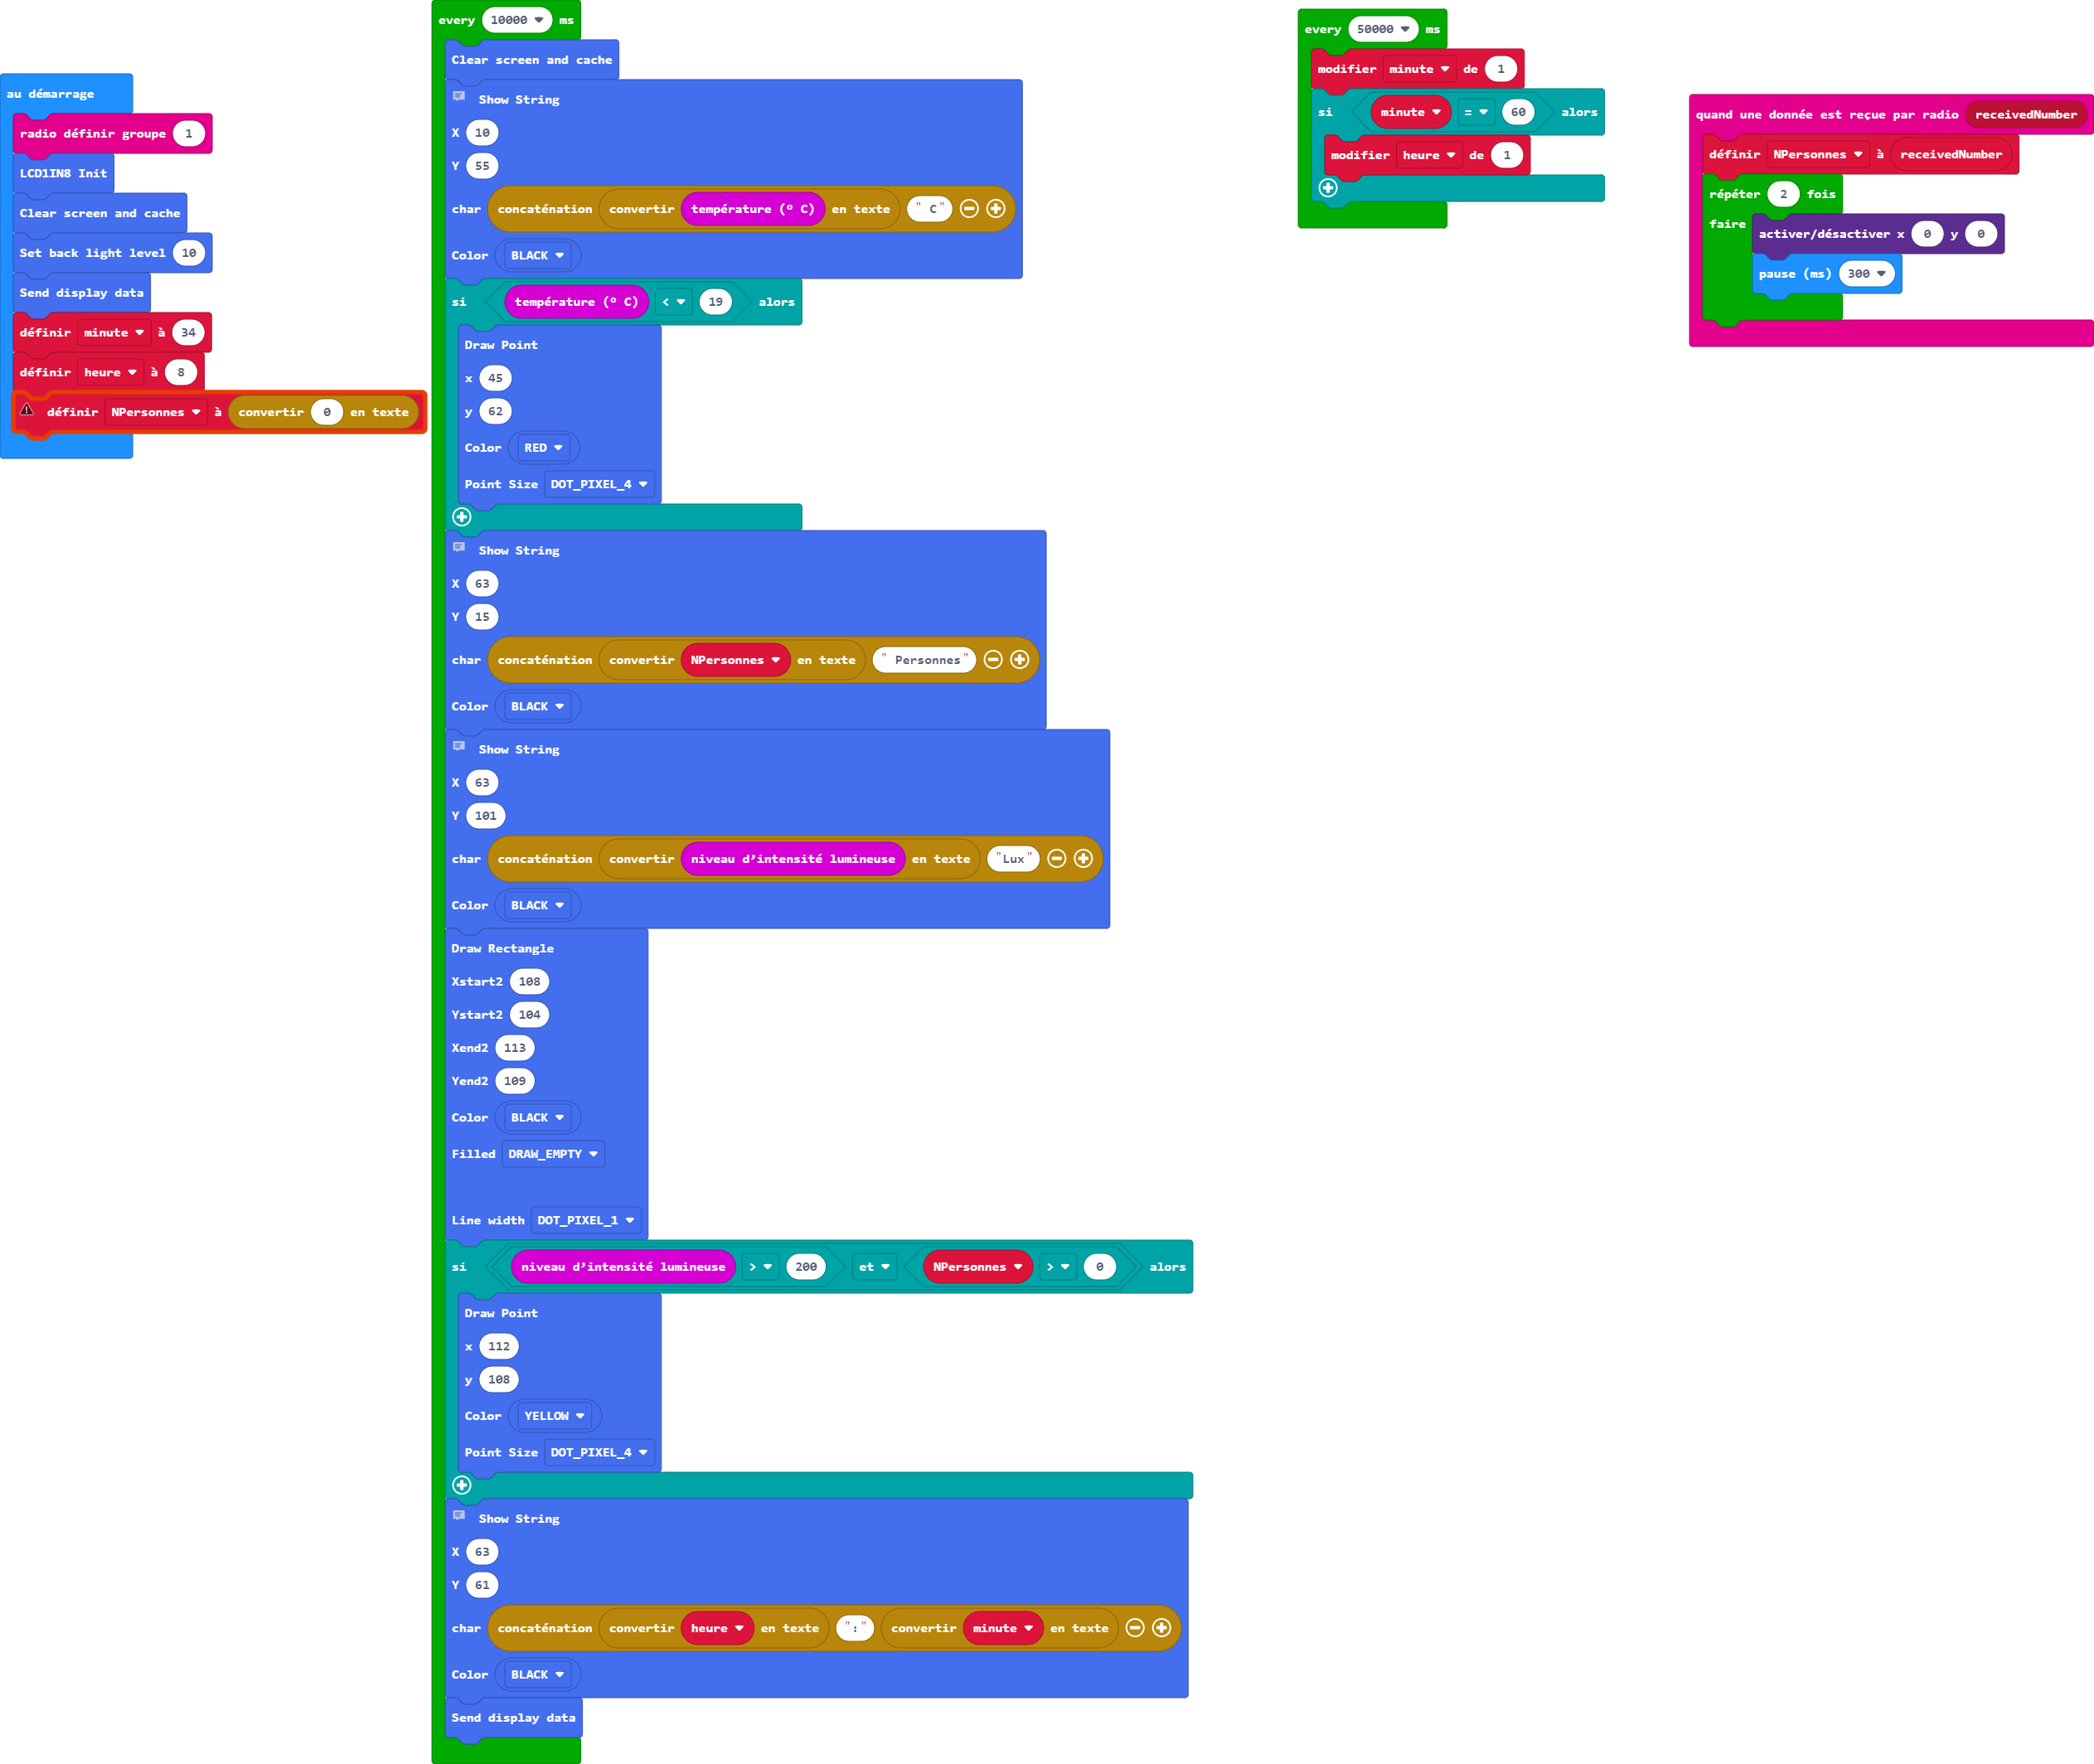 au démarrage
radio définir groupe 1
LCD1IN8 Init
Clear screen and cache
Set back light level 10
Send display data
définir minute à 34
définir heure à 8
définir NPersonnes à convertir 0 en texte
every 10000 ms
Clear screen and cache
Show String
X 10
Y 55
char concaténation convertir température (º C) en texte " C"
Color BLACK
si température (º C) < 19 alors
Draw Point
x 45
y 62
Color RED
Point Size DOT_PIXEL_4
Show String
X 63
Y 15
char concaténation convertir NPersonnes en texte " Personnes"
Color BLACK
Show String
X 63
Y 101
char concaténation convertir niveau d’intensité lumineuse en texte "Lux"
Color BLACK
Draw Rectangle
Xstart2 108
Ystart2 104
Xend2 113
Yend2 109
Color BLACK
Filled DRAW_EMPTY
Line width DOT_PIXEL_1
si niveau d’intensité lumineuse > 200 et NPersonnes > 0 alors
Draw Point
x 112
y 108
Color YELLOW
Point Size DOT_PIXEL_4
Show String
X 63
Y 61
char concaténation convertir heure en texte ":" convertir minute en texte
Color BLACK
Send display data
every 50000 ms
modifier minute de 1
si minute = 60 alors
modifier heure de 1
quand une donnée est reçue par radio receivedNumber
définir NPersonnes à receivedNumber
répéter 2 fois
faire activer/désactiver x 0 y 0
pause (ms) 300